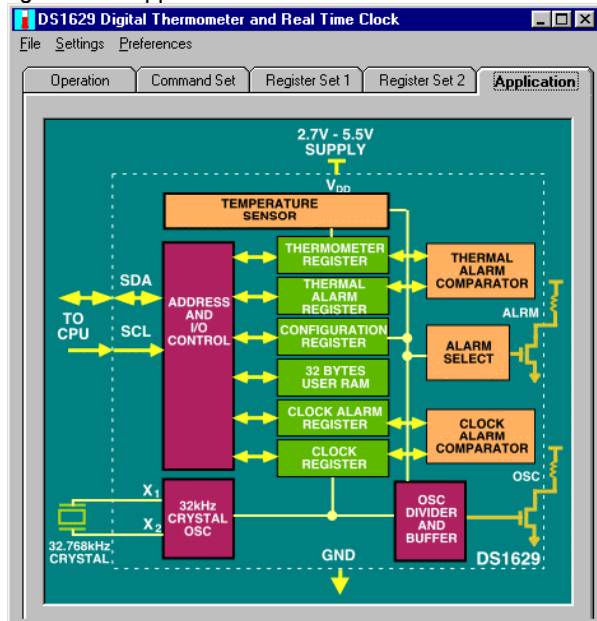 DS1629 Digital Thermometer and Real Time Clock
File Settings Preferences
Operation Command Set Register Set 1 Register Set 2 Application
2.7V - 5.5V
SUPPLY
VDD
TEMPERATURE
SENSOR
THERMOMETER
REGISTER
THERMAL
ALARM
COMPARATOR
SDA
THERMAL
ALARM
REGISTER
ADDRESS
AND
I/O
CONTROL
TO
CPU
SCL
CONFIGURATION
REGISTER
ALRM
ALARM
SELECT
32 BYTES
USER RAM
CLOCK ALARM
REGISTER
CLOCK
ALARM
COMPARATOR
CLOCK
REGISTER
OSC
X1
X2
32kHz
CRYSTAL
OSC
OSC
DIVIDER
AND
BUFFER
32.768kHz
CRYSTAL
GND
DS1629